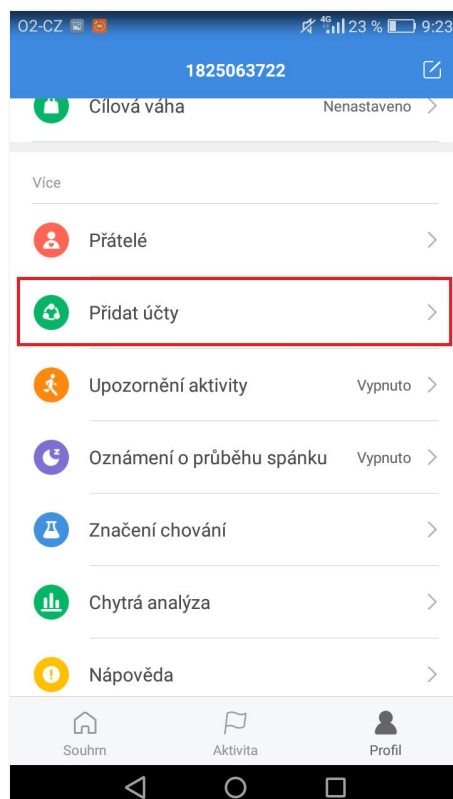 O2-CZ 4G 23 % 9:23
1825063722
Cílová váha Nenastaveno
Více
Přátelé
Přidat účty
Upozornění aktivity Vypnuto
Oznámení o průběhu spánku Vypnuto
Značení chování
Chytrá analýza
Nápověda
Souhrn Aktivita Profil